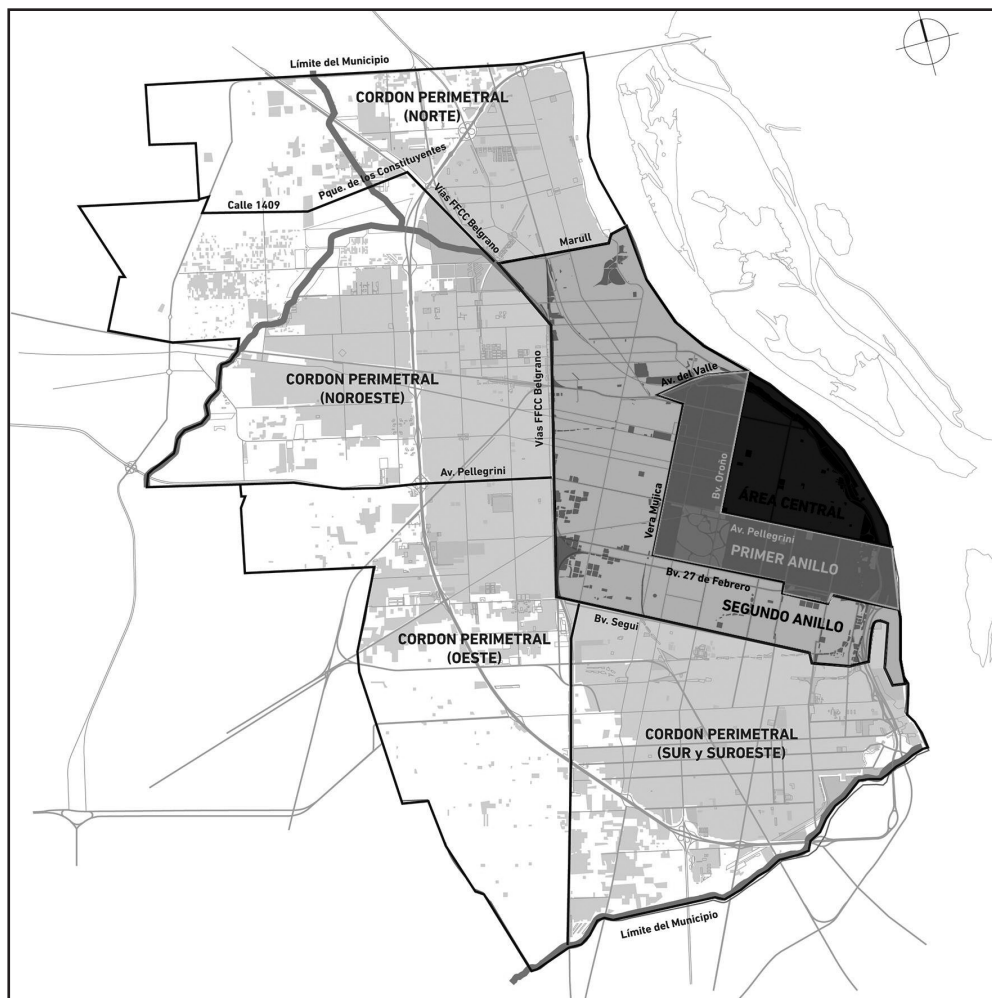 Límite del Municipio
CORDON PERIMETRAL
(NORTE)
Pque. de los Constituyentes
Calle 1409
Vías FFCC Belgrano
Marull
CORDON PERIMETRAL
(NOROESTE)
Vías FFCC Belgrano
Av. del Valle
Av. Pellegrini
Vera Mújica
Bv. Oroño
ÁREA CENTRAL
Av. Pellegrini
PRIMER ANILLO
Bv. 27 de Febrero
SEGUNDO ANILLO
Bv. Segui
CORDON PERIMETRAL
(OESTE)
CORDON PERIMETRAL
(SUR y SUROESTE)
Límite del Municipio